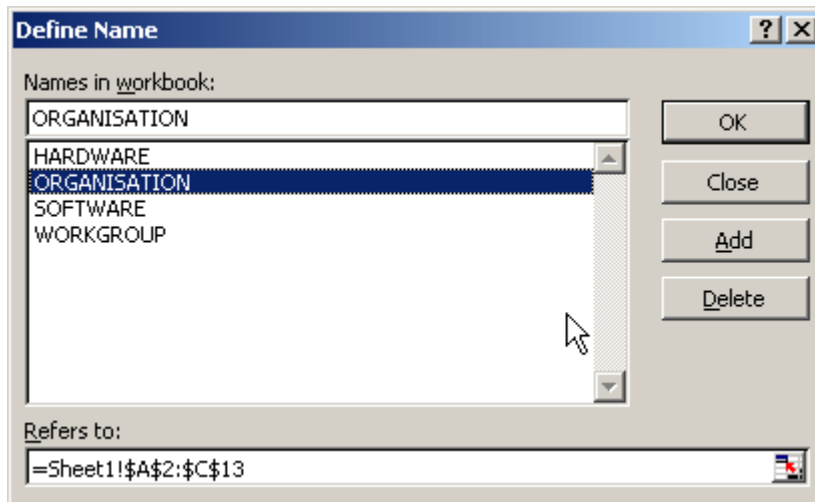 Define Name
Names in workbook:
ORGANISATION
OK
HARDWARE
ORGANISATION
SOFTWARE
WORKGROUP
Close
Add
Delete
Refers to:
=Sheet1!$A$2:$C$13